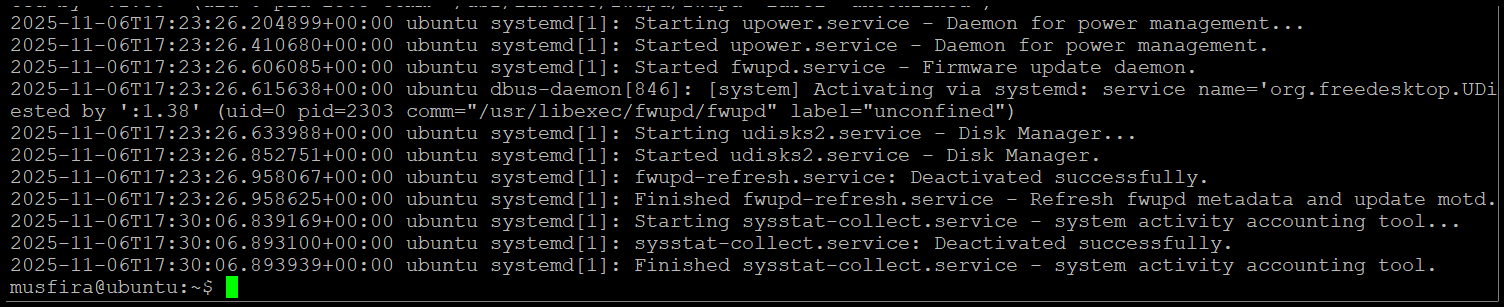 2025-11-06T17:23:26.204899+00:00 ubuntu systemd[1]: Starting upower.service - Daemon for power management...
2025-11-06T17:23:26.410680+00:00 ubuntu systemd[1]: Started upower.service - Daemon for power management.
2025-11-06T17:23:26.606085+00:00 ubuntu systemd[1]: Started fwupd.service - Firmware update daemon.
2025-11-06T17:23:26.615638+00:00 ubuntu dbus-daemon[846]: [system] Activating via systemd: service name='org.freedesktop.UDi
ested by ':1.38' (uid=0 pid=2303 comm="/usr/libexec/fwupd/fwupd" label="unconfined")
2025-11-06T17:23:26.633988+00:00 ubuntu systemd[1]: Starting udisks2.service - Disk Manager...
2025-11-06T17:23:26.852751+00:00 ubuntu systemd[1]: Started udisks2.service - Disk Manager.
2025-11-06T17:23:26.958067+00:00 ubuntu systemd[1]: fwupd-refresh.service: Deactivated successfully.
2025-11-06T17:23:26.958625+00:00 ubuntu systemd[1]: Finished fwupd-refresh.service - Refresh fwupd metadata and update motd.
2025-11-06T17:30:06.839169+00:00 ubuntu systemd[1]: Starting sysstat-collect.service - system activity accounting tool...
2025-11-06T17:30:06.893100+00:00 ubuntu systemd[1]: sysstat-collect.service: Deactivated successfully.
2025-11-06T17:30:06.893939+00:00 ubuntu systemd[1]: Finished sysstat-collect.service - system activity accounting tool.
musfira@ubuntu:~$